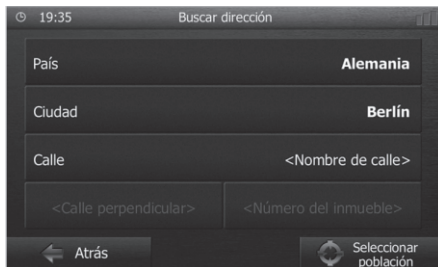 19:35 Buscar dirección
País Alemania
Ciudad Berlín
Calle <Nombre de calle>
<Calle perpendicular> <Número del inmueble>
Atrás Seleccionar
población